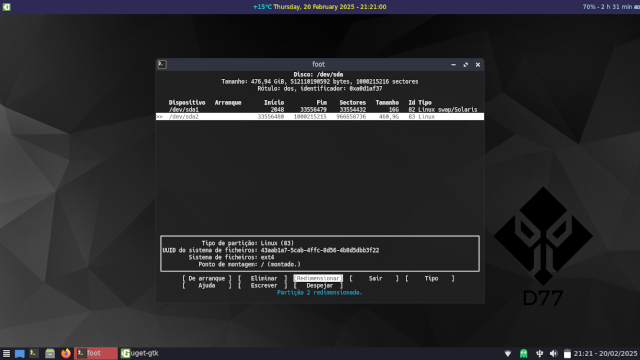 +15°C Thursday, 20 February 2025 - 21:21:00
70% - 2 h 31 min
foot
Disco: /dev/sda
Tamanho: 476,94 GiB, 512110190592 bytes, 1000215216 sectores
Rótulo: dos, identificador: 0xa0d1af37
Dispositivo Arranque Início Fim Sectores Tamanho Id Tipo
/dev/sda1 2048 33556479 33554432 16G 82 Linux swap/Solaris
>> /dev/sda2 33556480 1000215215 966658736 460,9G 83 Linux
Tipo de partição: Linux (83)
UUID do sistema de ficheiros: 43aab1a7-5cab-4ffc-8d56-4b8d5dbb3f22
Sistema de ficheiros: ext4
Ponto de montagem: / (montado.)
[ De arranque ] [ Eliminar ] [Redimensionar] [ Sair ] [ Tipo ]
[ Ajuda ] [ Escrever ] [ Despejar ]
Partição 2 redimensionada.
D77
foot
uget-gtk
21:21 - 20/02/2025